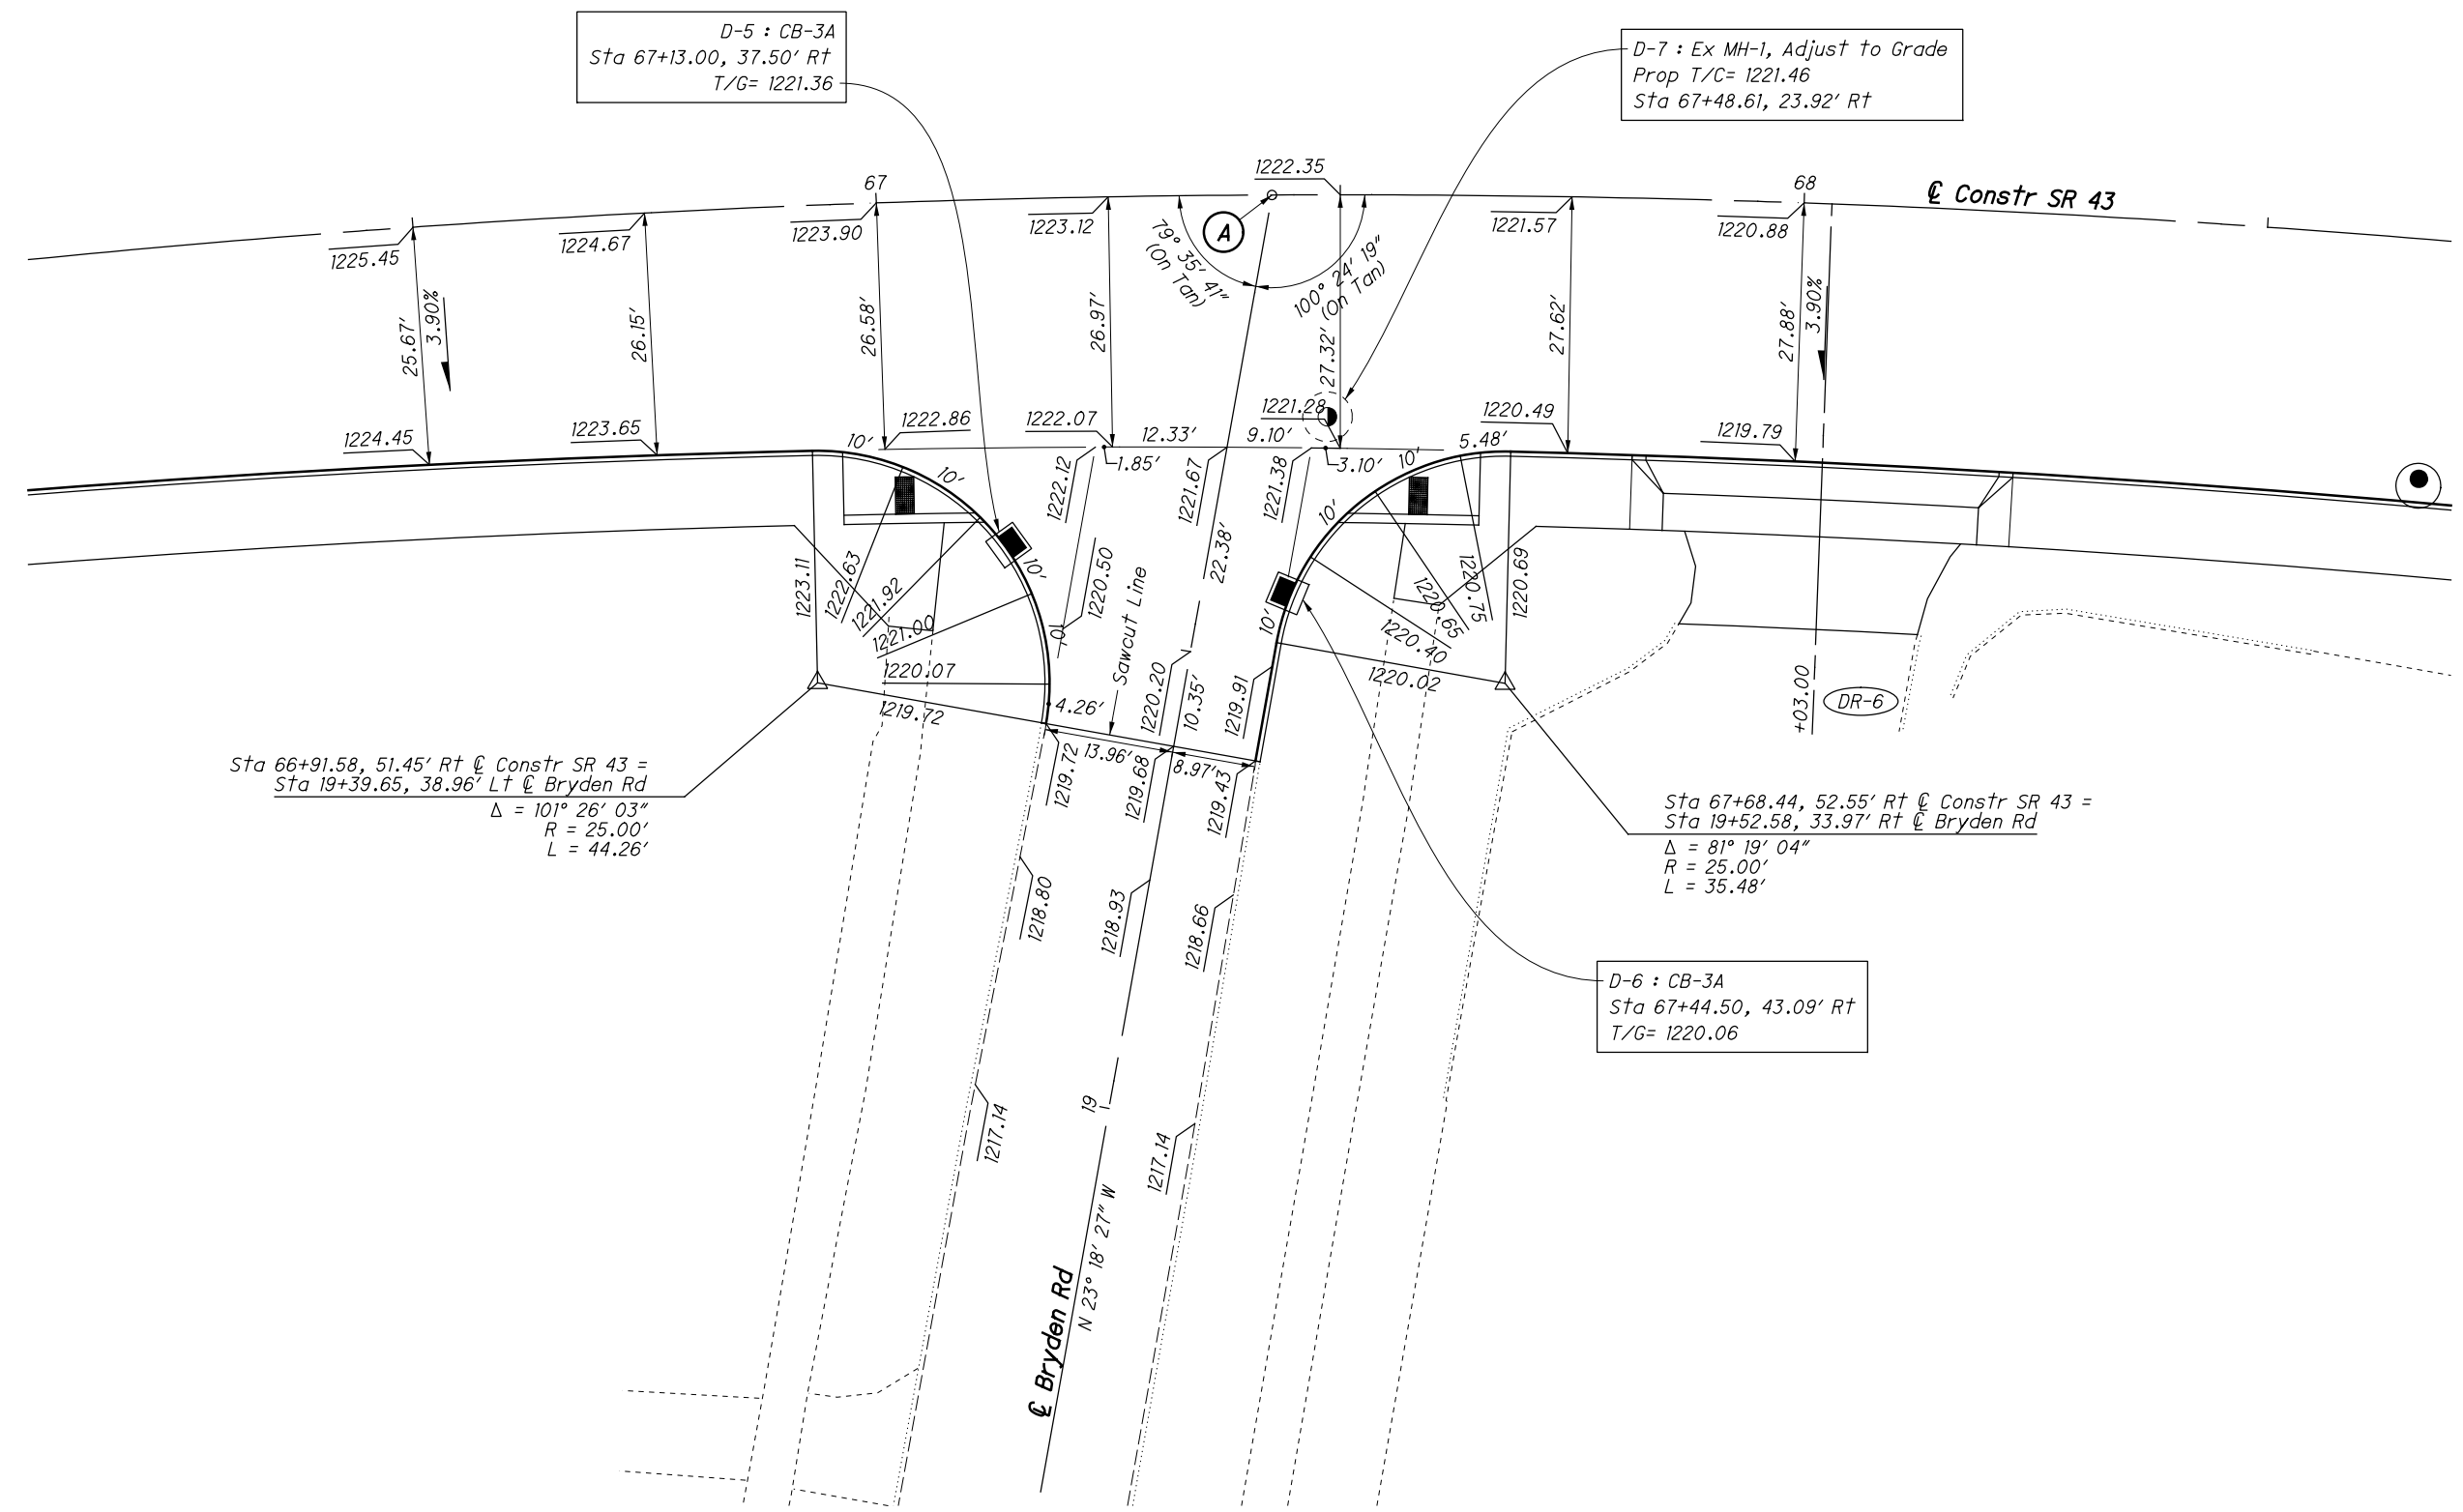 D-5 : CB-3A
Sta 67+13.00, 37.50' Rt
T/G= 1221.36
D-7 : Ex MH-1, Adjust to Grade
Prop T/C= 1221.46
Sta 67+48.61, 23.92' Rt
67
1222.35
68
℄ Constr SR 43
1225.45
1224.67
1223.90
1223.12
A
1221.57
1220.88
79° 35' 41"
(On Tan)
100° 24' 19"
(On Tan)
25.67'
3.90%
26.15'
26.58'
26.97'
27.32'
27.62'
27.88'
3.90%
1224.45
1223.65
10'
1222.86
1222.07
12.33'
9.10'
1221.28
10'
5.48'
1220.49
1219.79
10'
1.85'
3.10'
1222.12
1221.67
1221.38
10'
10'
10'
10'
1223.11
1222.63
1221.92
1221.00
1220.07
1219.72
1220.50
Sawcut Line
22.38'
1220.20
10.35'
1219.91
1220.75
1220.65
1220.40
1220.02
1220.69
4.26'
13.96'
8.97'
1219.72
1219.68
1219.43
+03.00
DR-6
Sta 66+91.58, 51.45' Rt ℄ Constr SR 43 =
Sta 19+39.65, 38.96' Lt ℄ Bryden Rd
Δ = 101° 26' 03"
R = 25.00'
L = 44.26'
Sta 67+68.44, 52.55' Rt ℄ Constr SR 43 =
Sta 19+52.58, 33.97' Rt ℄ Bryden Rd
Δ = 81° 19' 04"
R = 25.00'
L = 35.48'
1218.80
1218.93
1218.66
D-6 : CB-3A
Sta 67+44.50, 43.09' Rt
T/G= 1220.06
19
1217.14
1217.14
℄ Bryden Rd
N 23° 18' 27" W